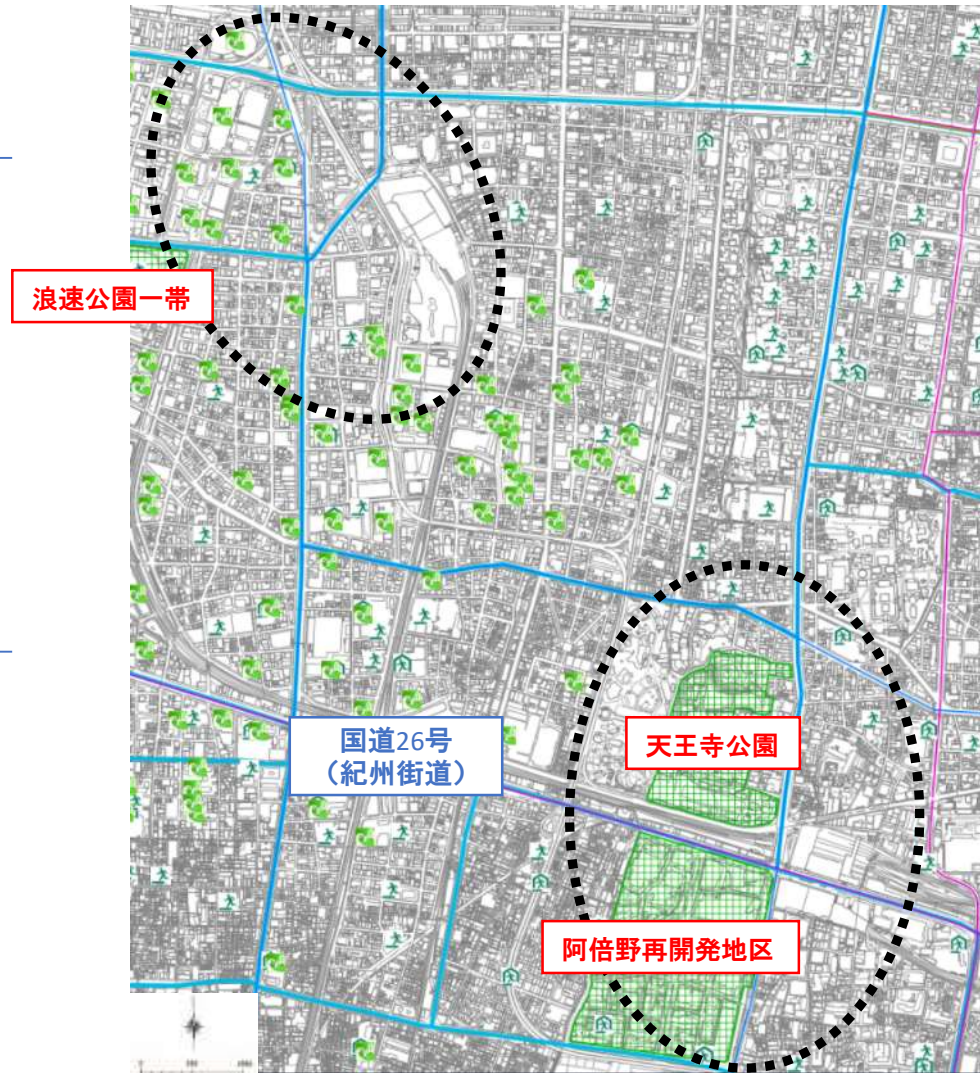 浪速公園一帯
国道26号
（紀州街道）
天王寺公園
阿倍野再開発地区